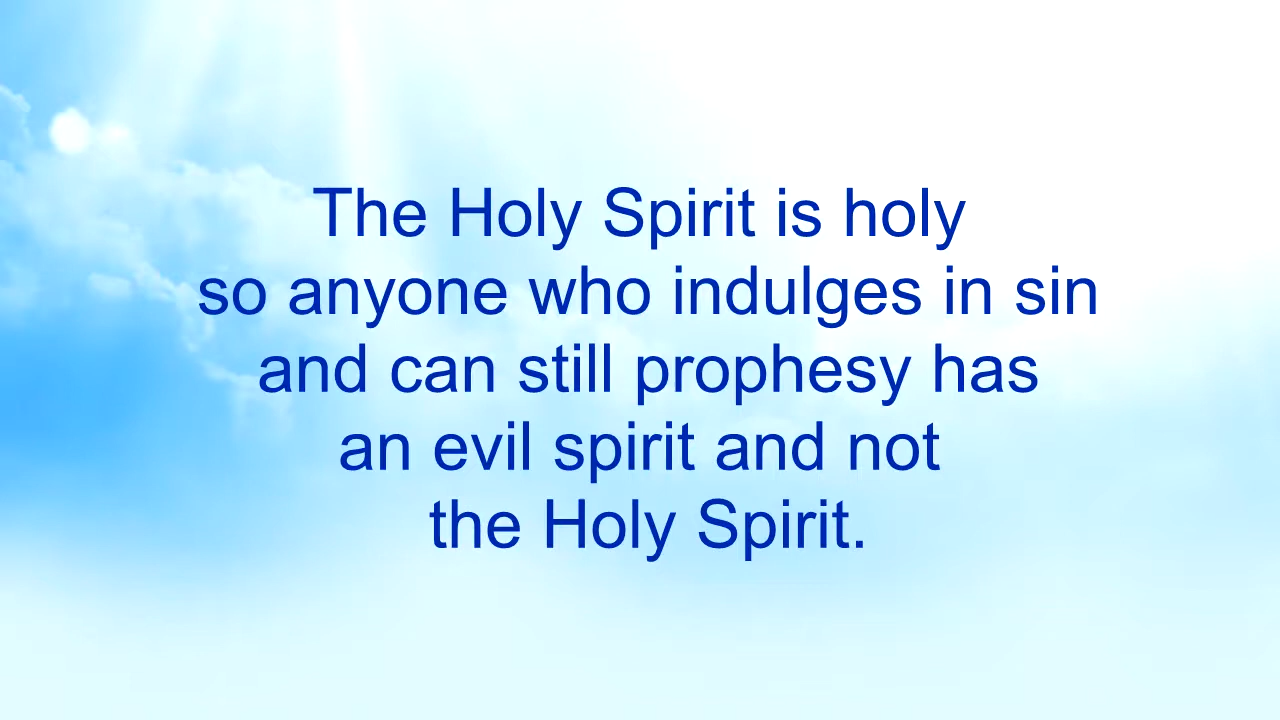 The Holy Spirit is holy
so anyone who indulges in sin
and can still prophesy has
an evil spirit and not
the Holy Spirit.